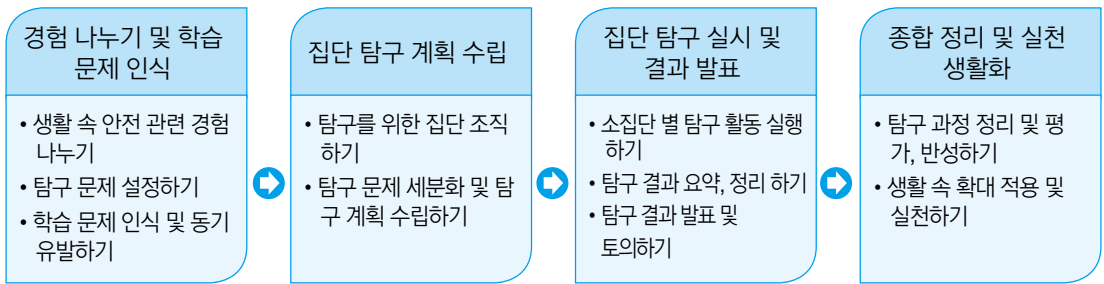 경험 나누기 및 학습
문제 인식
• 생활 속 안전 관련 경험
나누기
• 탐구 문제 설정하기
• 학습 문제 인식 및 동기
유발하기
집단 탐구 계획 수립
• 탐구를 위한 집단 조직
하기
• 탐구 문제 세분화 및 탐
구 계획 수립하기
집단 탐구 실시 및
결과 발표
• 소집단 별 탐구 활동 실행
하기
• 탐구 결과 요약, 정리 하기
• 탐구 결과 발표 및
토의하기
종합 정리 및 실천
생활화
• 탐구 과정 정리 및 평
가, 반성하기
• 생활 속 확대 적용 및
실천하기